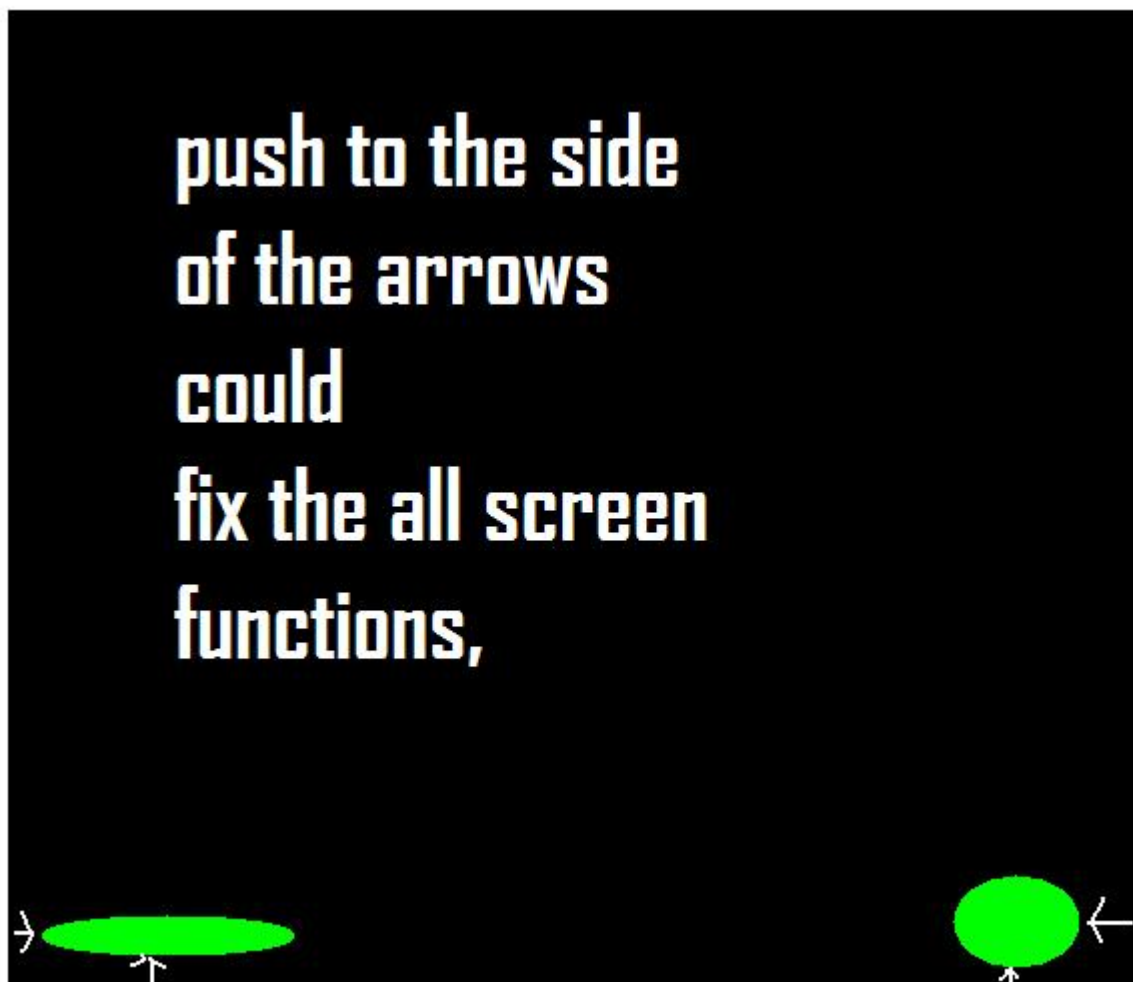 push to the side
of the arrows
could
fix the all screen
functions,